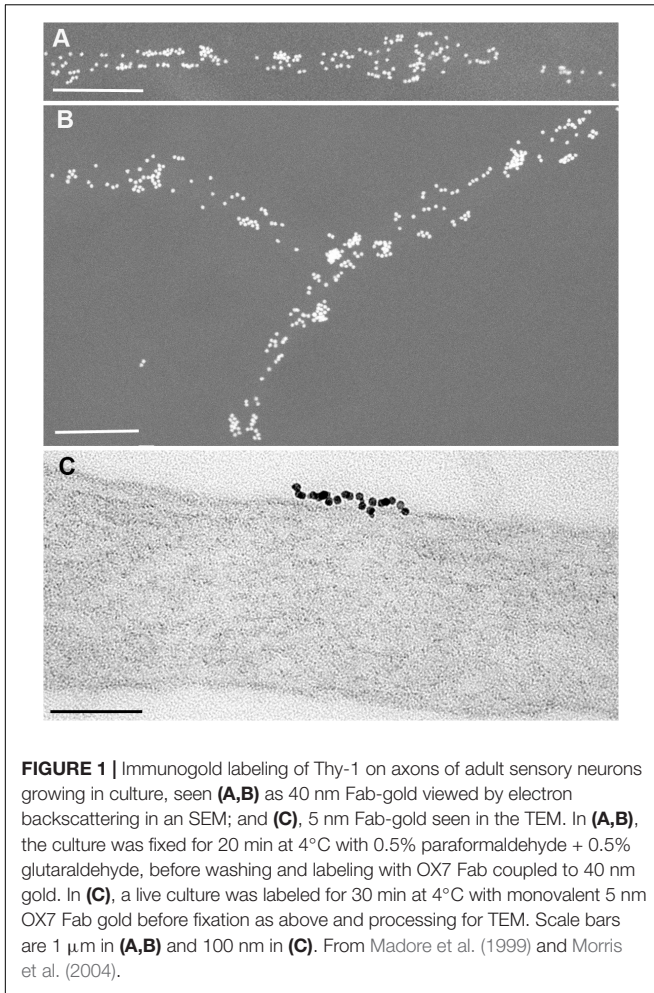 A
B
C
FIGURE 1 | Immunogold labeling of Thy-1 on axons of adult sensory neurons
growing in culture, seen (A,B) as 40 nm Fab-gold viewed by electron
backscattering in an SEM; and (C), 5 nm Fab-gold seen in the TEM. In (A,B),
the culture was fixed for 20 min at 4°C with 0.5% paraformaldehyde + 0.5%
glutaraldehyde, before washing and labeling with OX7 Fab coupled to 40 nm
gold. In (C), a live culture was labeled for 30 min at 4°C with monovalent 5 nm
OX7 Fab gold before fixation as above and processing for TEM. Scale bars
are 1 μm in (A,B) and 100 nm in (C). From Madore et al. (1999) and Morris
et al. (2004).